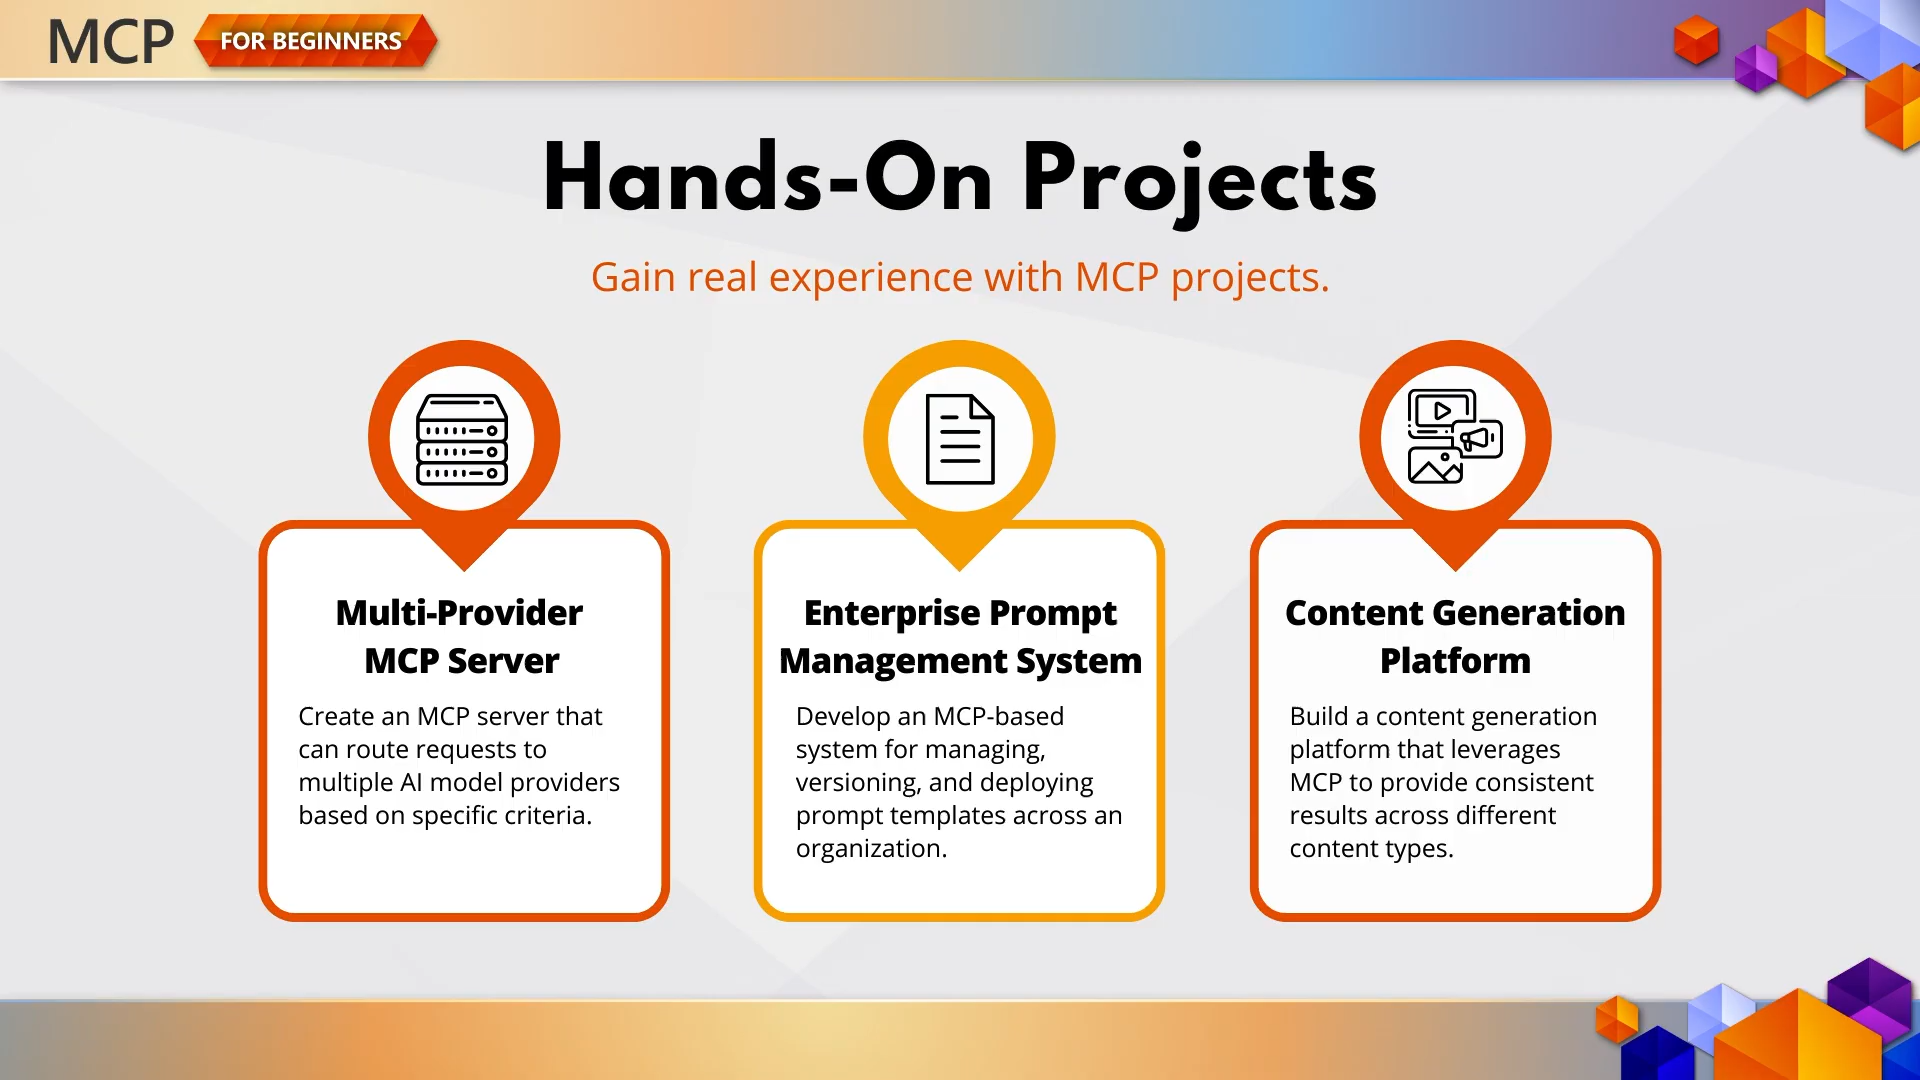 MCP FOR BEGINNERS
Hands-On Projects
Gain real experience with MCP projects.
Multi-Provider
MCP Server
Create an MCP server that
can route requests to
multiple AI model providers
based on specific criteria.
Enterprise Prompt
Management System
Develop an MCP-based
system for managing,
versioning, and deploying
prompt templates across an
organization.
Content Generation
Platform
Build a content generation
platform that leverages
MCP to provide consistent
results across different
content types.